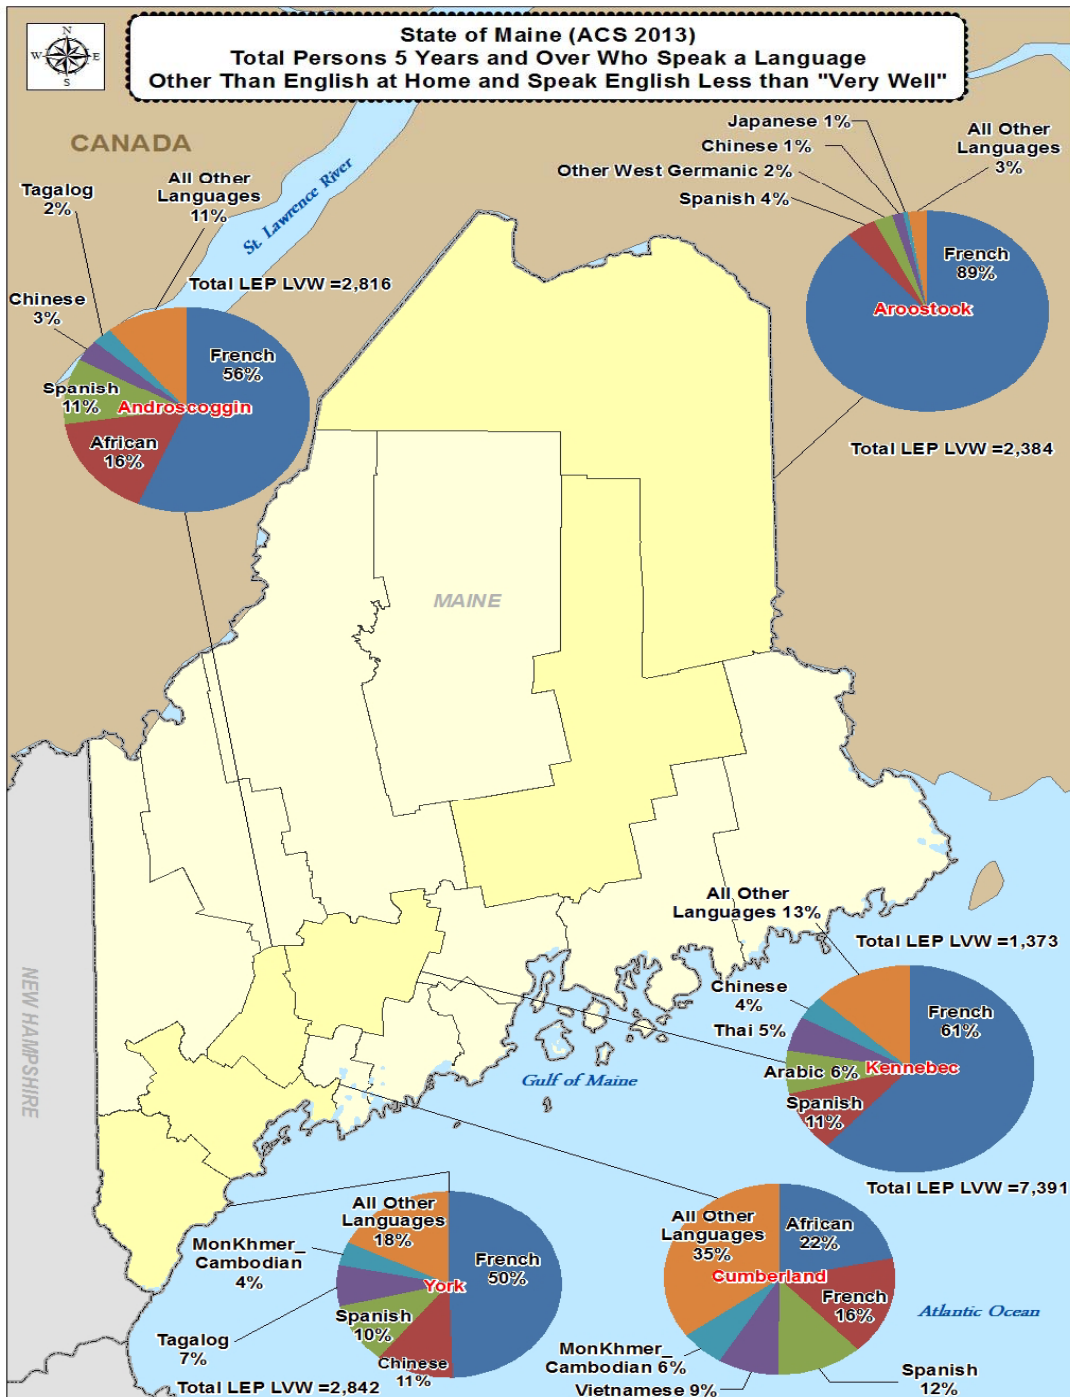 State of Maine (ACS 2013)
Total Persons 5 Years and Over Who Speak a Language
Other Than English at Home and Speak English Less than "Very Well"
N
W
E
S
CANADA
St. Lawrence River
Tagalog
2%
All Other
Languages
11%
Total LEP LVW =2,816
Chinese
3%
French
56%
Spanish
11%
Androscoggin
African
16%
Japanese 1%
Chinese 1%
Other West Germanic 2%
Spanish 4%
All Other
Languages
3%
French
89%
Aroostook
Total LEP LVW =2,384
MAINE
NEW HAMPSHIRE
All Other
Languages 13%
Total LEP LVW =1,373
Chinese
4%
Thai 5%
French
61%
Arabic 6%
Kennebec
Spanish
11%
Gulf of Maine
Total LEP LVW =7,391
All Other
Languages
18%
MonKhmer_
Cambodian
4%
French
50%
York
Spanish
10%
Tagalog
7%
Chinese
11%
Total LEP LVW =2,842
All Other
Languages
35%
African
22%
Cumberland
French
16%
MonKhmer_
Cambodian 6%
Vietnamese 9%
Spanish
12%
Atlantic Ocean